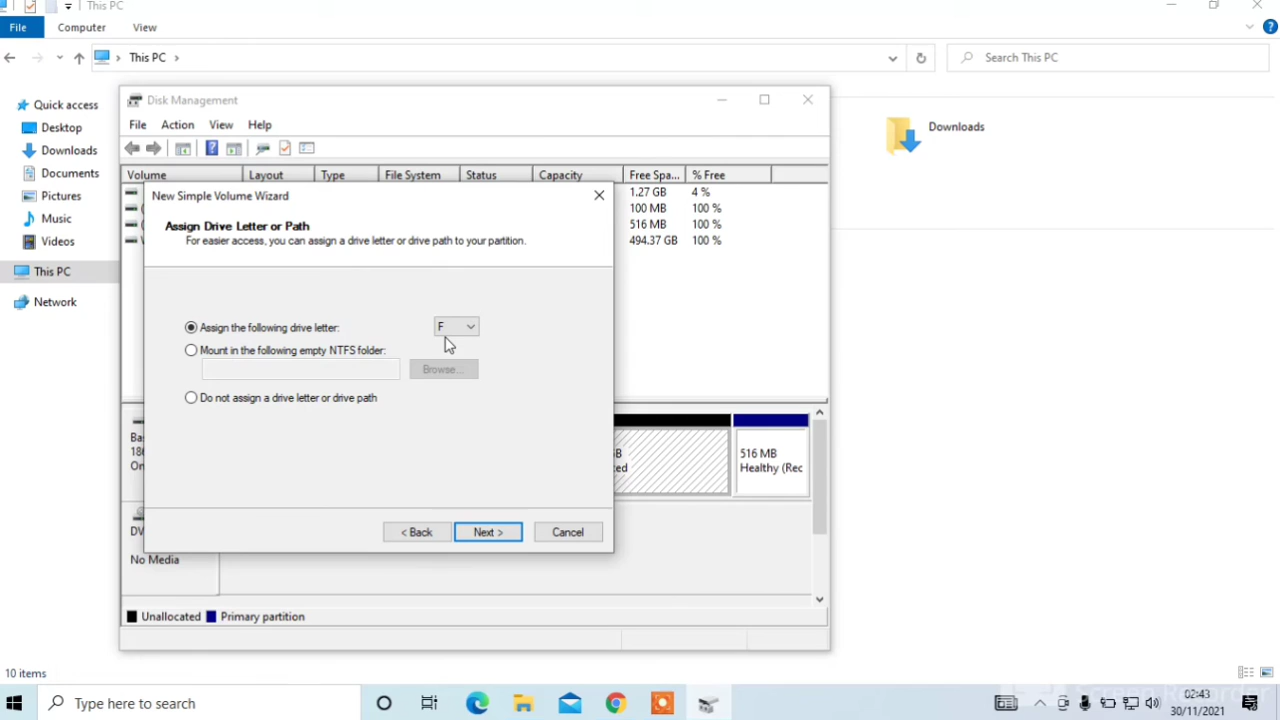 This PC
File Computer View
This PC
Search This PC
Quick access
Desktop
Downloads
Documents
Pictures
Music
Videos
This PC
Network
Downloads
Disk Management
File Action View Help
Volume Layout Type File System Status Capacity Free Spa... % Free
1.27 GB 4 %
100 MB 100 %
516 MB 100 %
494.37 GB 100 %
New Simple Volume Wizard
Assign Drive Letter or Path
For easier access, you can assign a drive letter or drive path to your partition.
Assign the following drive letter: F
Mount in the following empty NTFS folder:
Browse...
Do not assign a drive letter or drive path
< Back Next > Cancel
516 MB
Healthy (Rec
No Media
Unallocated Primary partition
10 items
Type here to search
02:43
30/11/2021